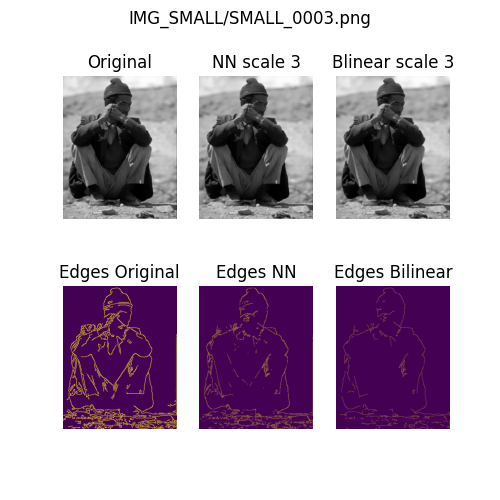 IMG_SMALL/SMALL_0003.png
Original
NN scale 3
Blinear scale 3
Edges Original
Edges NN
Edges Bilinear